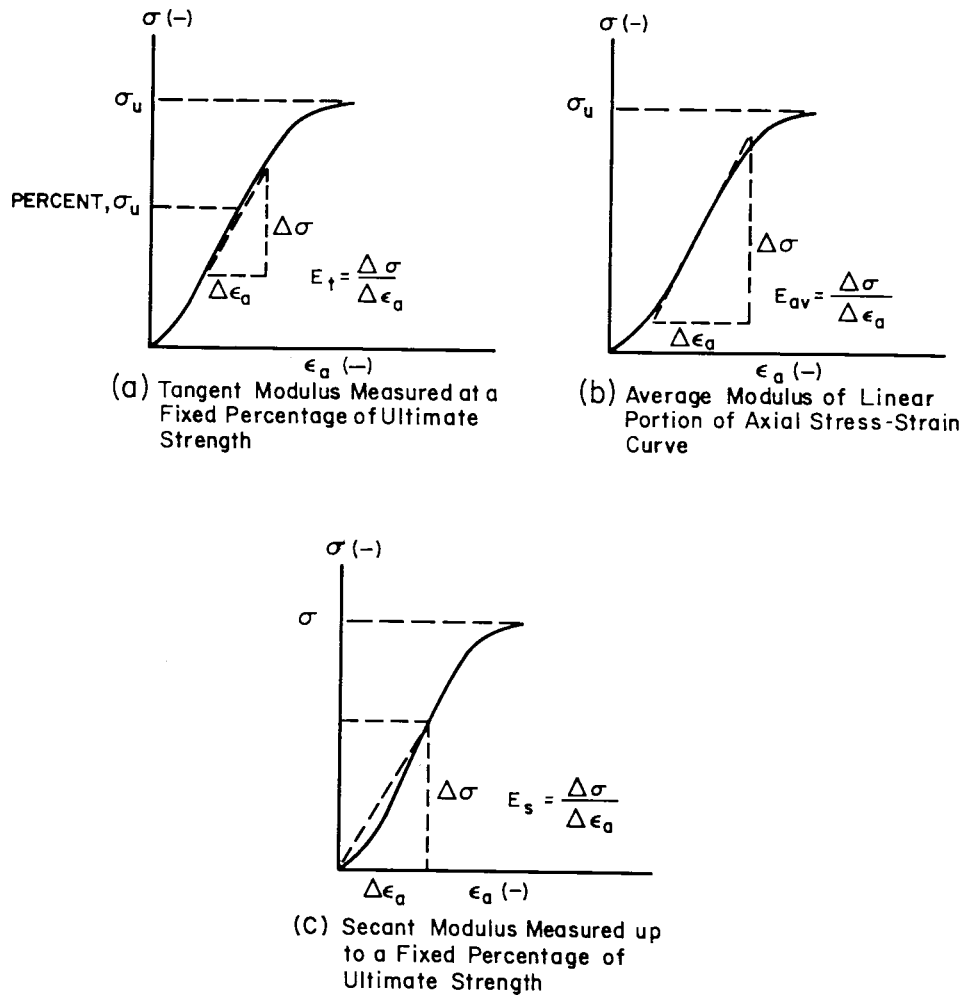 σ (−)
σu
PERCENT, σu
Δσ
Δϵa
Et = Δσ / Δϵa
ϵa (−)
(a) Tangent Modulus Measured at a
Fixed Percentage of Ultimate
Strength
σ (−)
σu
Δσ
Δϵa
Eav = Δσ / Δϵa
ϵa (−)
(b) Average Modulus of Linear
Portion of Axial Stress-Strain
Curve
σ (−)
σ
Δσ
Es = Δσ / Δϵa
Δϵa
ϵa (−)
(C) Secant Modulus Measured up
to a Fixed Percentage of
Ultimate Strength